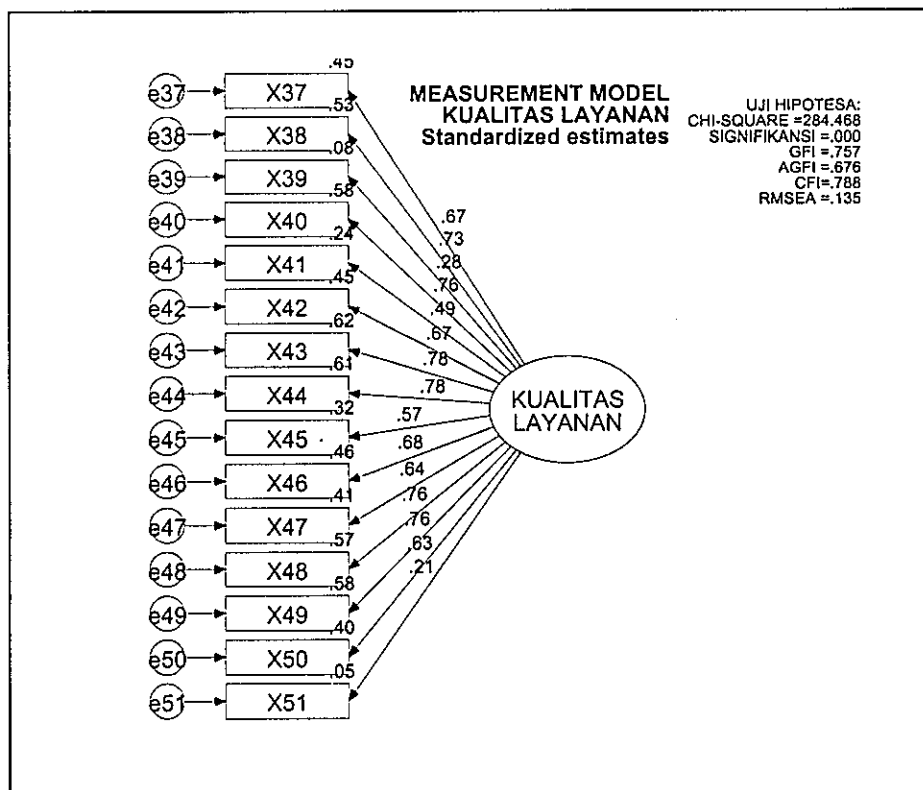 MEASUREMENT MODEL
KUALITAS LAYANAN
Standardized estimates
UJI HIPOTESA:
CHI-SQUARE =284.468
SIGNIFIKANSI =.000
GFI =.757
AGFI =.676
CFI=.788
RMSEA =.135
.45
e37 X37
.53
e38 X38
.08
e39 X39
.58
e40 X40
.24
e41 X41
.45
e42 X42
.62
e43 X43
.61
e44 X44
.32
e45 X45
.46
e46 X46
.41
e47 X47
.57
e48 X48
.58
e49 X49
.40
e50 X50
.05
e51 X51
.67
.73
.28
.76
.49
.67
.78
.78
.57
.68
.64
.76
.76
.63
.21
KUALITAS
LAYANAN